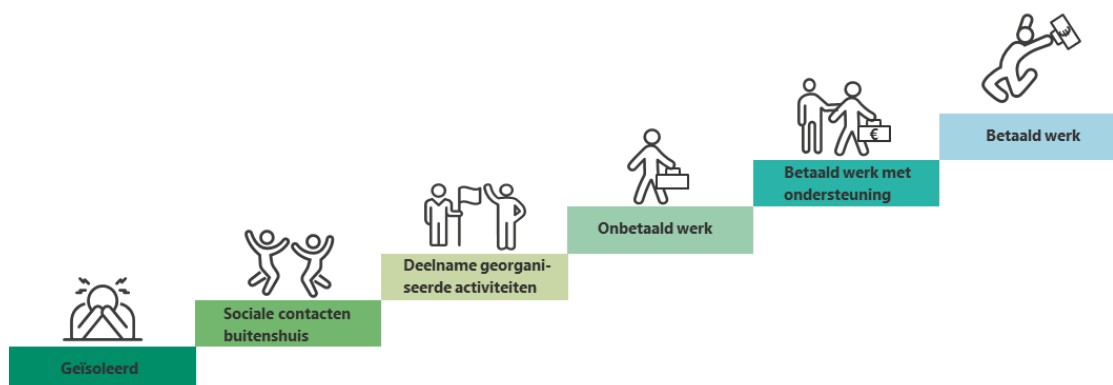 Geïsoleerd
Sociale contacten
buitenshuis
Deelname georgani-
seerde activiteiten
Onbetaald werk
Betaald werk met
ondersteuning
€
Betaald werk